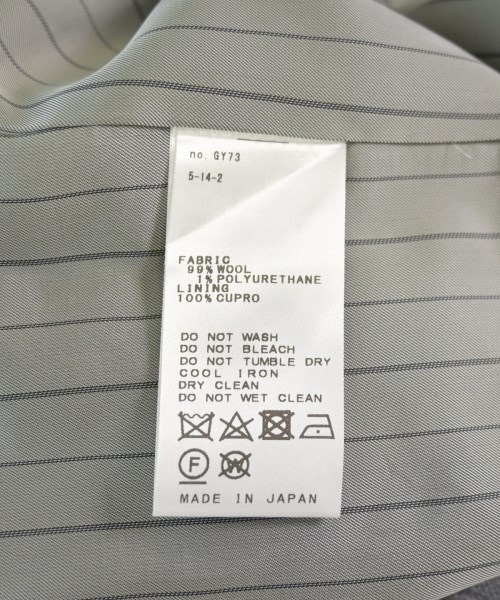 no. GY73
5-14-2
FABRIC
99% WOOL
1% POLYURETHANE
LINING
100% CUPRO
DO NOT WASH
DO NOT BLEACH
DO NOT TUMBLE DRY
COOL IRON
DRY CLEAN
DO NOT WET CLEAN
F W
MADE IN JAPAN